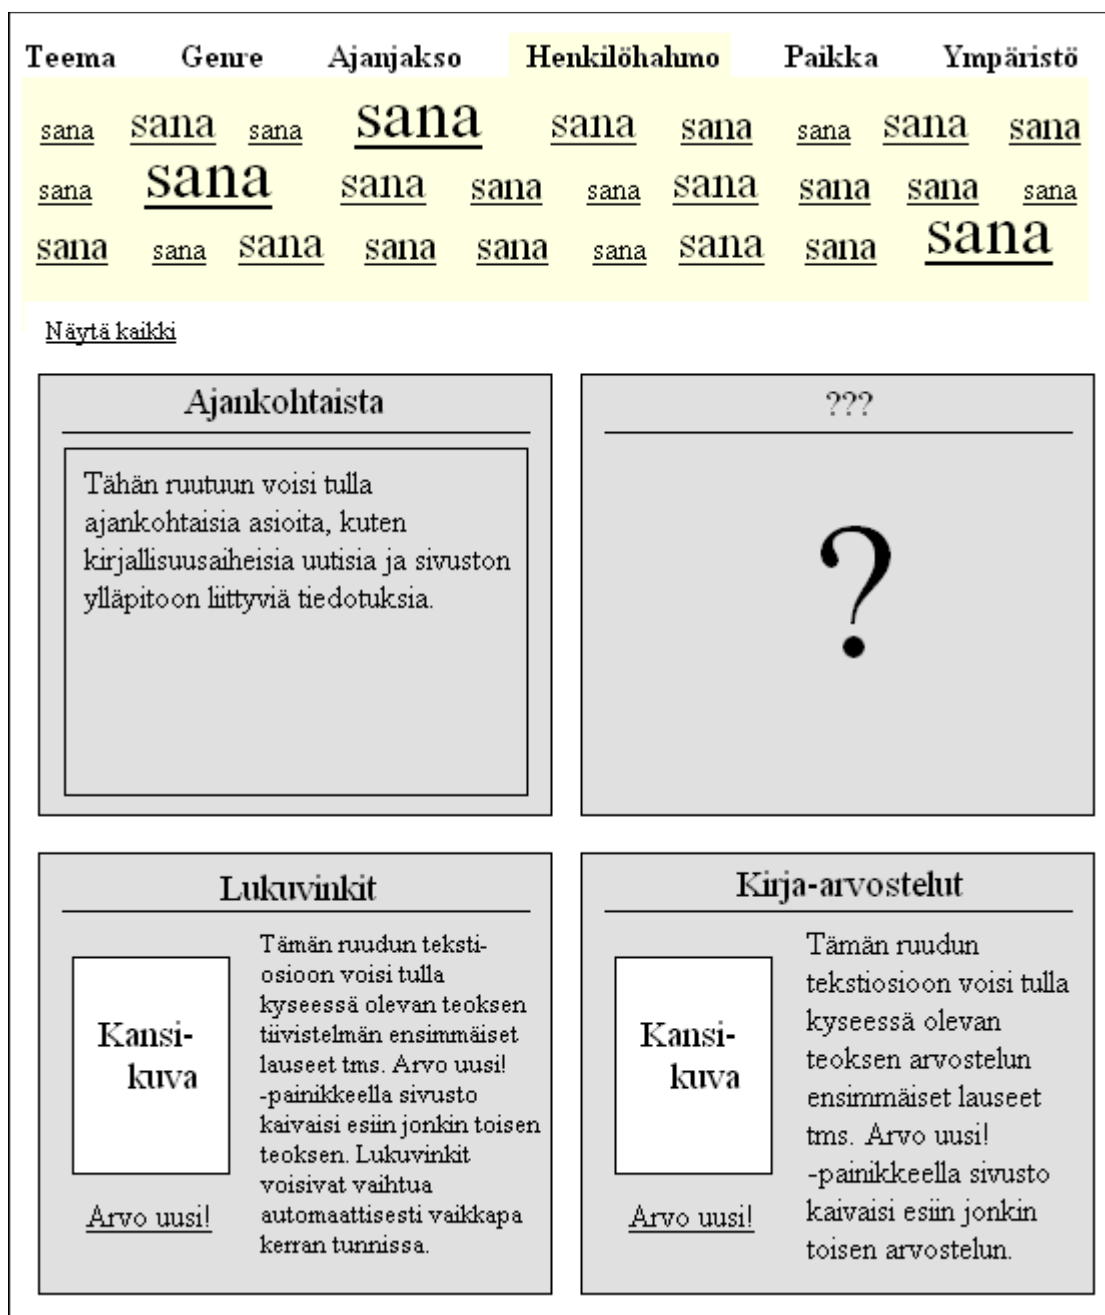 Teema Genre Ajanjakso Henkilöhahmo Paikka Ympäristö
sana sana sana sana sana sana sana sana sana
sana sana sana sana sana sana sana sana sana
sana sana sana sana sana sana sana sana sana
Näytä kaikki
Ajankohtaista
Tähän ruutuun voisi tulla
ajankohtaisia asioita, kuten
kirjallisuusaiheisia uutisia ja sivuston
ylläpitoon liittyviä tiedotuksia.
???
?
Lukuvinkit
Kansi-
kuva
Arvo uusi!
Tämän ruudun teksti-
osioon voisi tulla
kyseessä olevan teoksen
tiivistelmän ensimmäiset
lauseet tms. Arvo uusi!
-painikkeella sivusto
kaivaisi esiin jonkin toisen
teoksen. Lukuvinkit
voisivat vaihtua
automaattisesti vaikkapa
kerran tunnissa.
Kirja-arvostelut
Kansi-
kuva
Arvo uusi!
Tämän ruudun
tekstiosioon voisi tulla
kyseessä olevan
teoksen arvostelun
ensimmäiset lauseet
tms. Arvo uusi!
-painikkeella sivusto
kaivaisi esiin jonkin
toisen arvostelun.